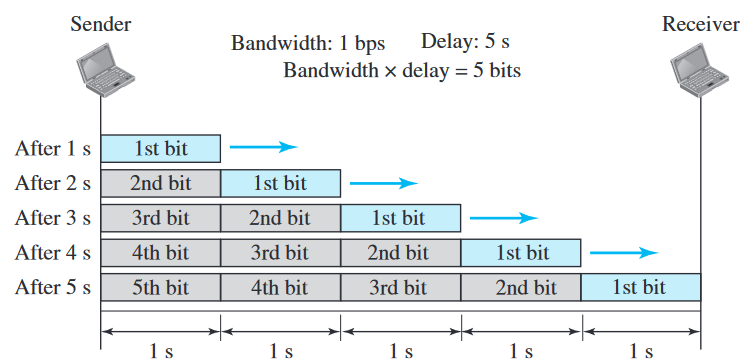 Sender Receiver
Bandwidth: 1 bps Delay: 5 s
Bandwidth × delay = 5 bits
After 1 s 1st bit
After 2 s 2nd bit 1st bit
After 3 s 3rd bit 2nd bit 1st bit
After 4 s 4th bit 3rd bit 2nd bit 1st bit
After 5 s 5th bit 4th bit 3rd bit 2nd bit 1st bit
1 s 1 s 1 s 1 s 1 s